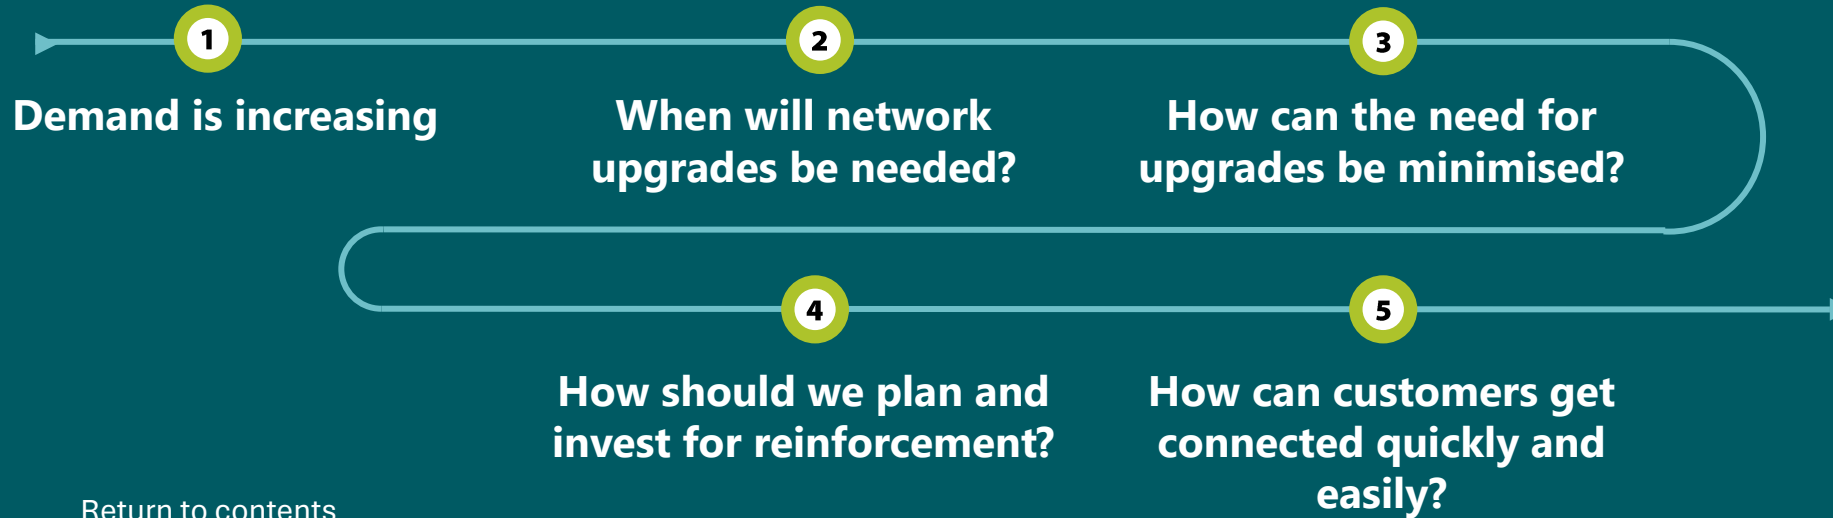 1
Demand is increasing
2
When will network
upgrades be needed?
3
How can the need for
upgrades be minimised?
4
How should we plan and
invest for reinforcement?
5
How can customers get
connected quickly and
easily?
Return to contents